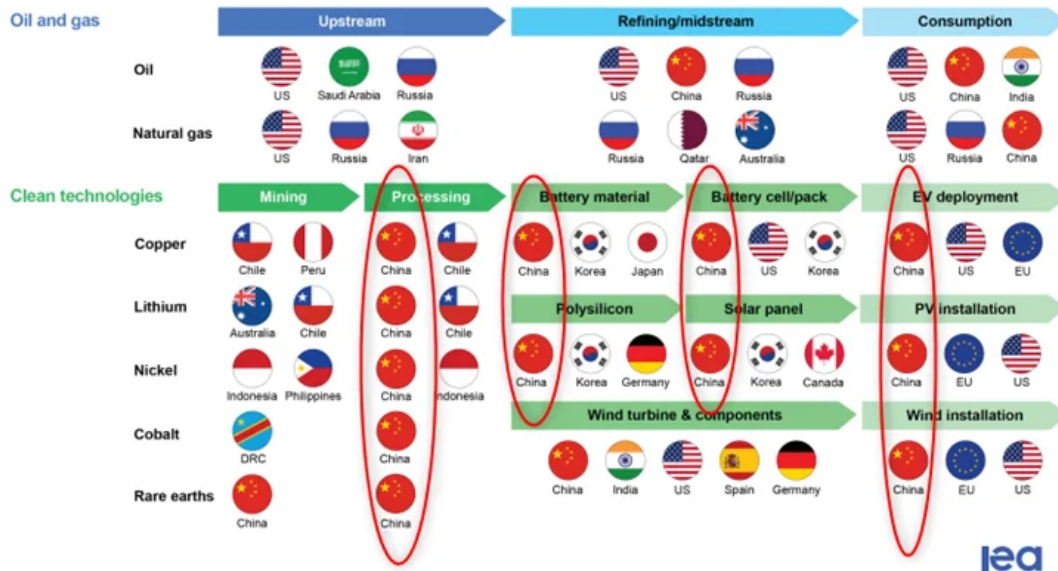 Oil and gas Upstream Refining/midstream Consumption
Oil
US Saudi Arabia Russia US China Russia US China India
Natural gas
US Russia Iran Russia Qatar Australia US Russia China
Clean technologies Mining Processing Battery material Battery cell/pack EV deployment
Copper
Chile Peru China Chile China Korea Japan China US Korea China US EU
Lithium Polysilicon Solar panel PV installation
Australia Chile China Chile
Nickel
Indonesia Philippines China ndonesia China Korea Germany China Korea Canada China EU US
Wind turbine & components Wind installation
Cobalt
DRC China
China India US Spain Germany China EU US
Rare earths
China China
iea